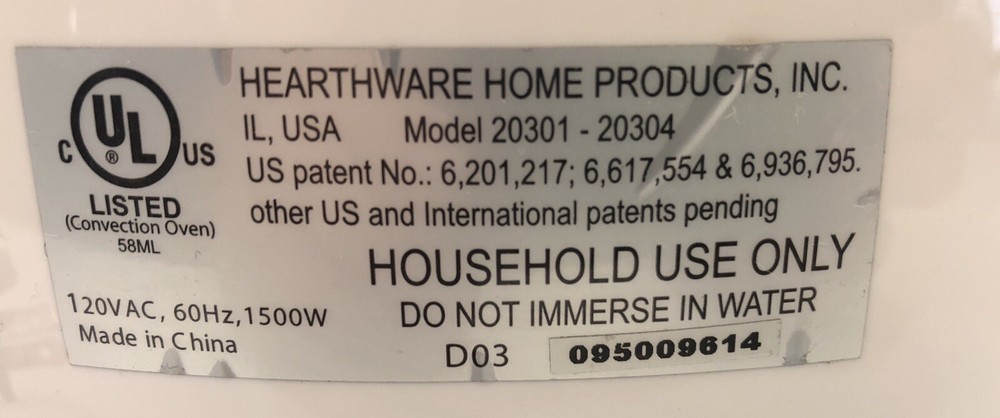 C UL ® US
LISTED
(Convection Oven)
58ML
HEARTHWARE HOME PRODUCTS, INC.
IL, USA Model 20301 - 20304
US patent No.: 6,201,217; 6,617,554 & 6,936,795.
other US and International patents pending
HOUSEHOLD USE ONLY
120VAC, 60Hz,1500W
Made in China
DO NOT IMMERSE IN WATER
D03 095009614